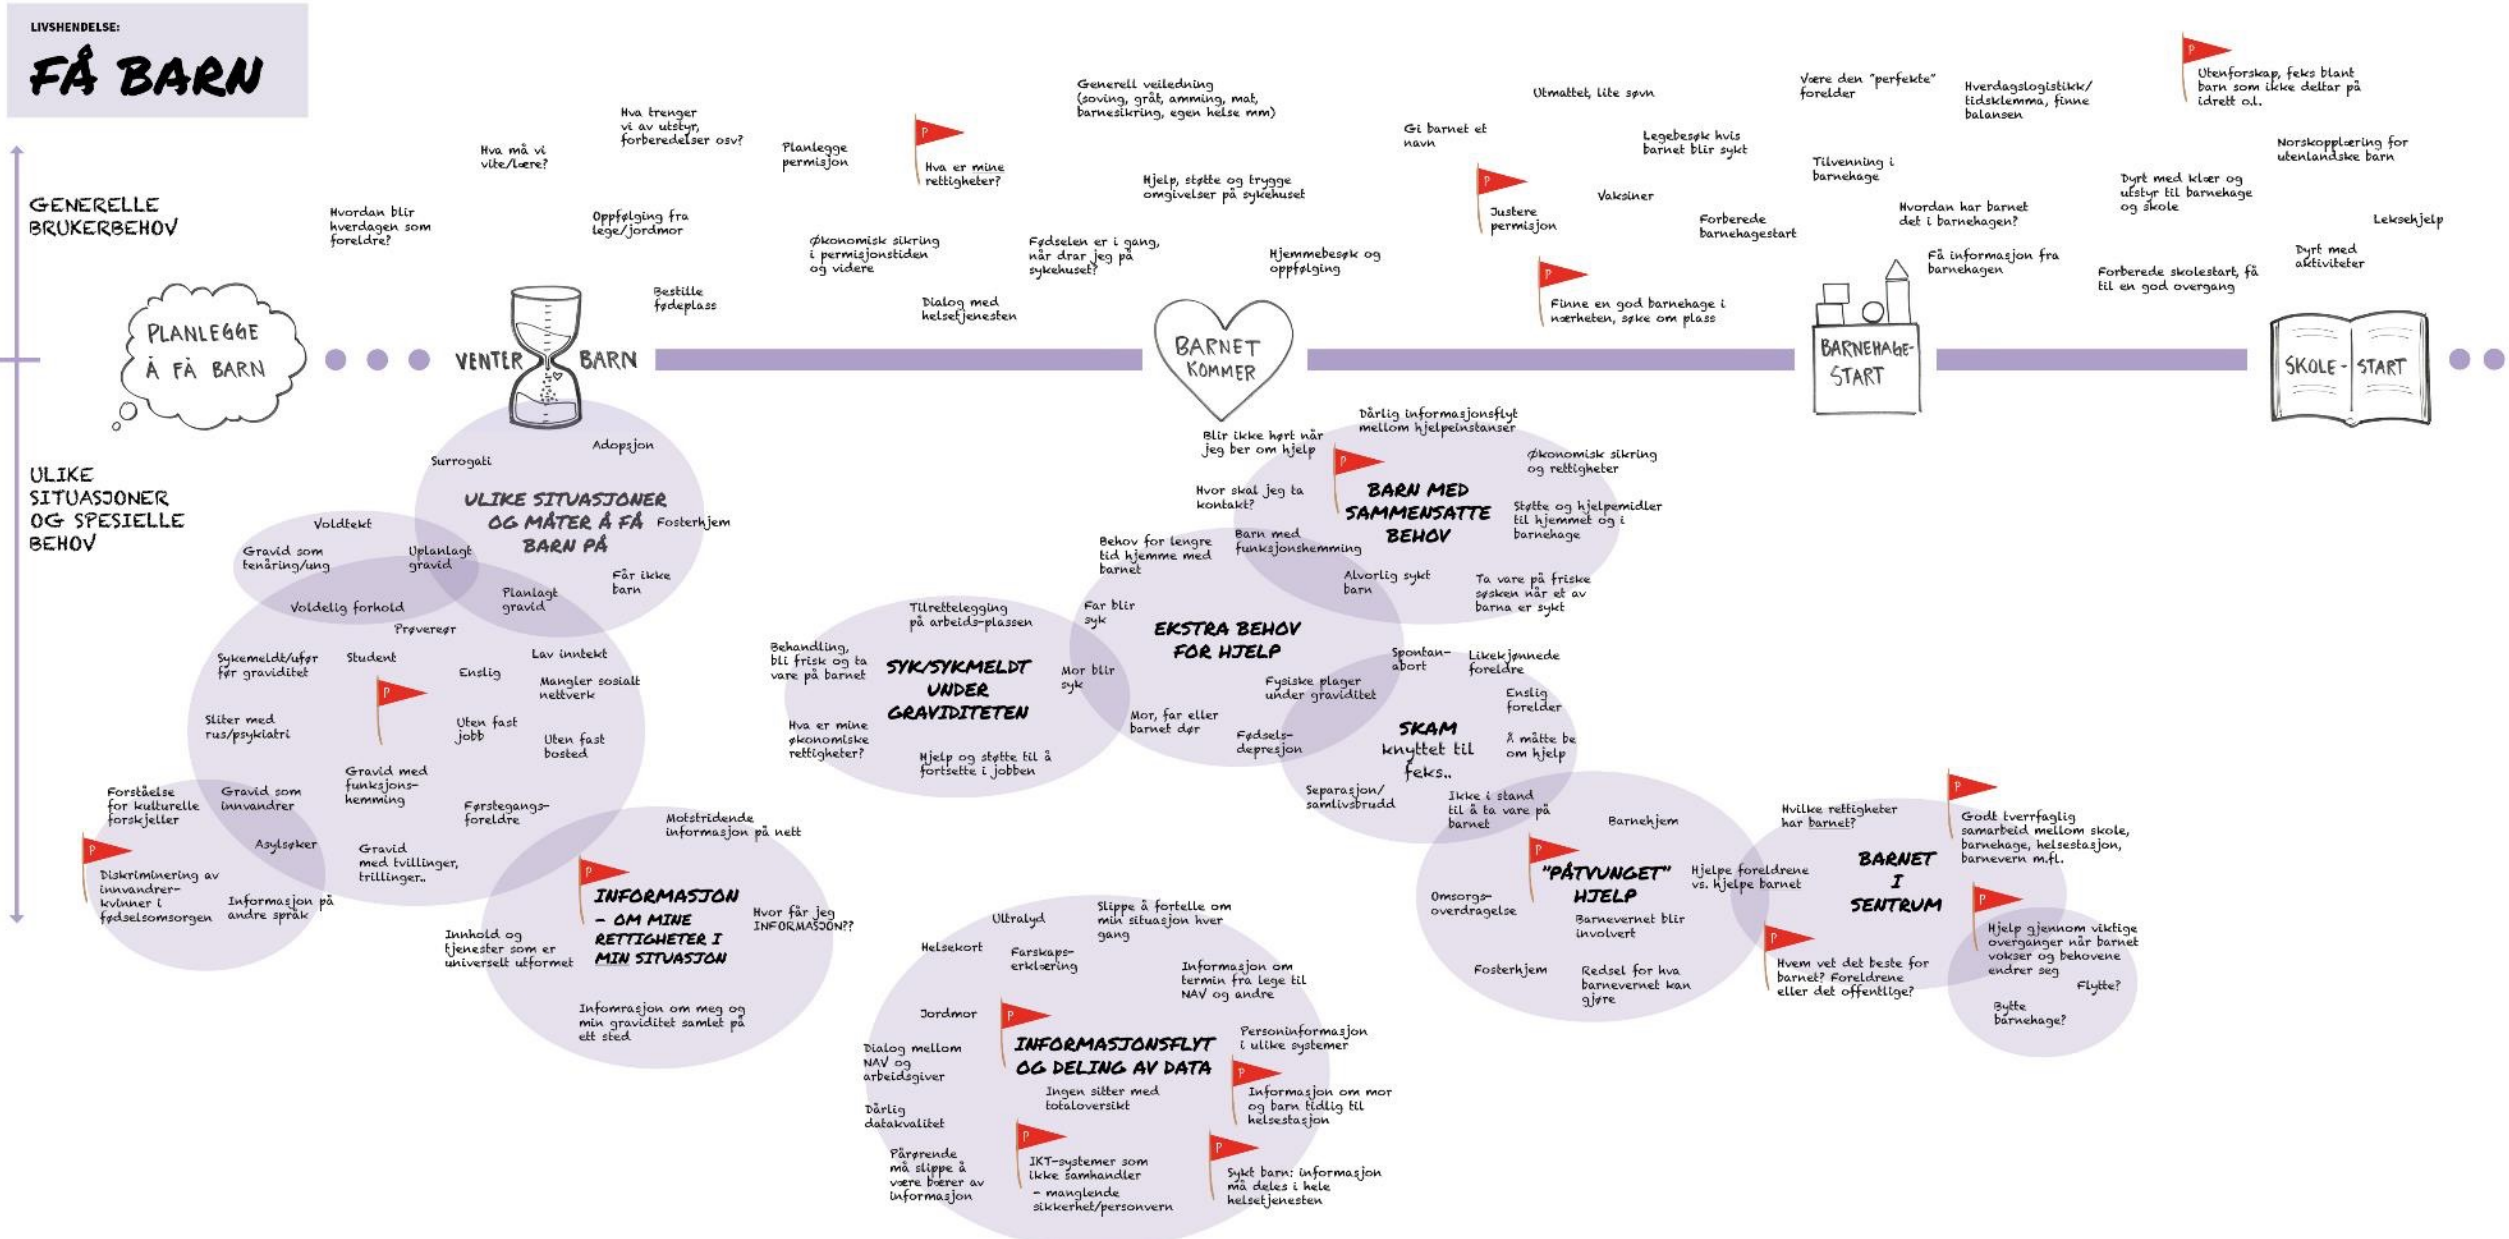 LIVSHENDELSE:
FÅ BARN
GENERELLE
BRUKERBEHOV
Hvordan blir
hverdagen som
foreldre?
Hva må vi
vite/lære?
Hva trenger
vi av utstyr,
forberedelser osv?
Oppfølging fra
lege/jordmor
Bestille
fødeplass
Planlegge
permisjon
Økonomisk sikring
i permisjonstiden
og videre
P
Hva er mine
rettigheter?
Dialog med
helsetjenesten
Fødselen er i gang,
når drar jeg på
sykehuset?
Generell veiledning
(soving, gråt, amming, mat,
barnesikring, egen helse mm)
Hjelp, støtte og trygge
omgivelser på sykehuset
Hjemmebesøk og
oppfølging
Gi barnet et
navn
Utmattet, lite søvn
Legebesøk hvis
barnet blir sykt
P
Justere
permisjon
Vaksiner
Forberede
barnehagestart
P
Finne en god barnehage i
nærheten, søke om plass
Være den "perfekte"
forelder
Tilvenning i
barnehage
Hverdagslogistikk/
tidsklemma, finne
balansen
Hvordan har barnet
det i barnehagen?
Få informasjon fra
barnehagen
P
Utenforskap, feks blant
barn som ikke deltar på
idrett o.l.
Norskopplæring for
utenlandske barn
Dyrt med klær og
utstyr til barnehage
og skole
Leksehjelp
Dyrt med
aktiviteter
Forberede skolestart, få
til en god overgang
PLANLEGGE
Å FÅ BARN
VENTER BARN
BARNET
KOMMER
BARNEHAGE-
START
SKOLE-START
ULIKE
SITUASJONER
OG SPESIELLE
BEHOV
Surrogati
Adopsjon
ULIKE SITUASJONER
OG MÅTER Å FÅ
BARN PÅ
Fosterhjem
Får ikke
barn
Planlagt
gravid
Uplanlagt
gravid
Voldtekt
Gravid som
tenåring/ung
Voldelig forhold
Prøverør
Sykemeldt/ufør
før graviditet
Student
Enslig
Lav inntekt
Mangler sosialt
nettverk
P
Sliter med
rus/psykiatri
Uten fast
jobb
Uten fast
bosted
Gravid med
funksjons-
hemming
Førstegangs-
foreldre
Gravid
med tvillinger,
trillinger..
Forståelse
for kulturelle
forskjeller
Gravid som
innvandrer
Asylsøker
P
Diskriminering av
innvandrer-
kvinner i
fødselsomsorgen
Informasjon på
andre språk
Motstridende
informasjon på nett
P
INFORMASJON
- OM MINE
RETTIGHETER I
MIN SITUASJON
Hvor får jeg
INFORMASJON??
Innhold og
tjenester som er
universelt utformet
Infomrasjon om meg og
min graviditet samlet på
ett sted
Tilrettelegging
på arbeids-plassen
Behandling,
bli frisk og ta
vare på barnet
SYK/SYKMELDT
UNDER
GRAVIDITETEN
Hva er mine
økonomiske
rettigheter?
Hjelp og støtte til å
fortsette i jobben
Mor blir
syk
Far blir
syk
Behov for lengre
tid hjemme med
barnet
EKSTRA BEHOV
FOR HJELP
Fysiske plager
under graviditet
Mor, far eller
barnet dør
Fødsels-
depresjon
Blir ikke hørt når
jeg ber om hjelp
Dårlig informasjonsflyt
mellom hjelpeinstanser
Hvor skal jeg ta
kontakt?
P
BARN MED
SAMMENSATTE
BEHOV
Økonomisk sikring
og rettigheter
Støtte og hjelpemidler
til hjemmet og i
barnehage
Barn med
funksjonshemming
Alvorlig sykt
barn
Ta vare på friske
søsken når et av
barna er sykt
Spontan-
abort
Likekjønnede
foreldre
Enslig
forelder
SKAM
knyttet til
feks..
Å måtte be
om hjelp
Separasjon/
samlivsbrudd
Ikke i stand
til å ta vare på
barnet
Barnehjem
P
"PÅTVUNGET"
HJELP
Omsorgs-
overdragelse
Barnevernet blir
involvert
Fosterhjem
Redsel for hva
barnevernet kan
gjøre
Hjelpe foreldrene
vs. hjelpe barnet
Hvilke rettigheter
har barnet?
BARNET
I
SENTRUM
P
Godt tverrfaglig
samarbeid mellom skole,
barnehage, helsestasjon,
barnevern m.fl.
P
Hvem vet det beste for
barnet? Foreldrene
eller det offentlige?
P
Hjelp gjennom viktige
overganger når barnet
vokser og behovene
endrer seg
Flytte?
Bytte
barnehage?
Ultralyd
Slippe å fortelle om
min situasjon hver
gang
Helsekort
Farskaps-
erklæring
Informasjon om
termin fra lege til
NAV og andre
Jordmor
P
INFORMASJONSFLYT
OG DELING AV DATA
Personinformasjon
i ulike systemer
Dialog mellom
NAV og
arbeidsgiver
Ingen sitter med
totaloversikt
P
Informasjon om mor
og barn tidlig til
helsestasjon
Dårlig
datakvalitet
P
IKT-systemer som
ikke samhandler
- manglende
sikkerhet/personvern
Pårørende
må slippe å
være bærer av
informasjon
P
Sykt barn: informasjon
må deles i hele
helsetjenesten